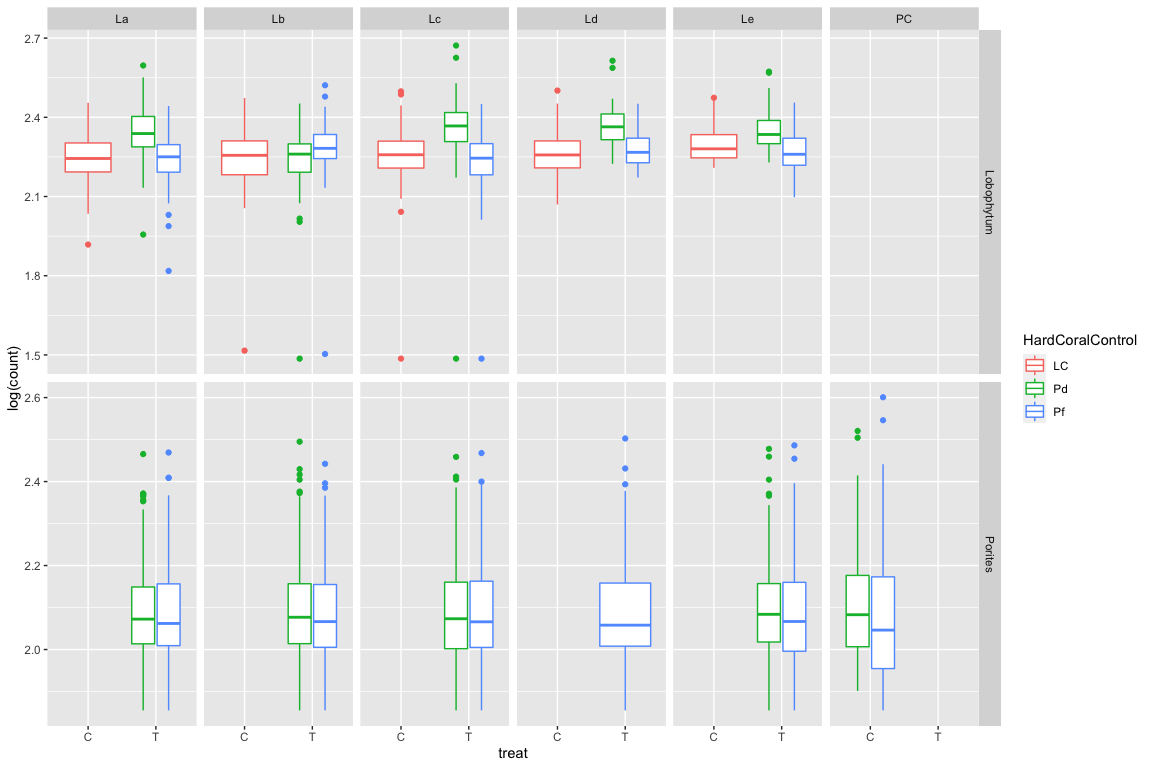 La Lb Lc Ld Le PC
2.7
2.4
2.1
1.8
1.5
Lobophytum
log(count)
2.6
2.4
2.2
2.0
Porites
C T C T C T C T C T C T
treat
HardCoralControl
LC
Pd
Pf